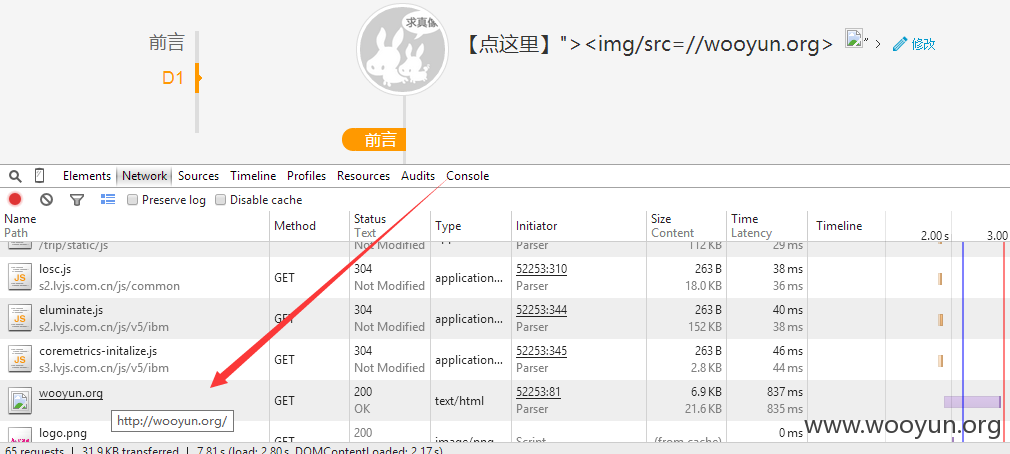 求真像
前言
D1
【点这里】"><img/src=//wooyun.org>
" >
修改
前言
Elements Network Sources Timeline Profiles Resources Audits Console
Preserve log Disable cache
Name Path Method Status Text Type Initiator Size Content Time Latency Timeline 2.00 s 3.00
/trip/static/js Not Modified Parser 112 KB 29 ms
losc.js s2.lvjs.com.cn/js/common GET 304 Not Modified application... 52253:310 Parser 263 B 18.0 KB 38 ms 36 ms
eluminate.js s2.lvjs.com.cn/js/v5/ibm GET 304 Not Modified application... 52253:344 Parser 263 B 152 KB 40 ms 38 ms
coremetrics-initalize.js s3.lvjs.com.cn/js/v5/ibm GET 304 Not Modified application... 52253:345 Parser 263 B 2.8 KB 46 ms 44 ms
wooyun.org GET 200 OK text/html 52253:81 Parser 6.9 KB 21.6 KB 837 ms 835 ms
http://wooyun.org/
logo.png 200 image/png Script (from cache) 0 ms
www.wooyun.org
65 requests | 31.9 KB transferred | 7.81 s (load: 2.80 s, DOMContentLoaded: 2.17 s)